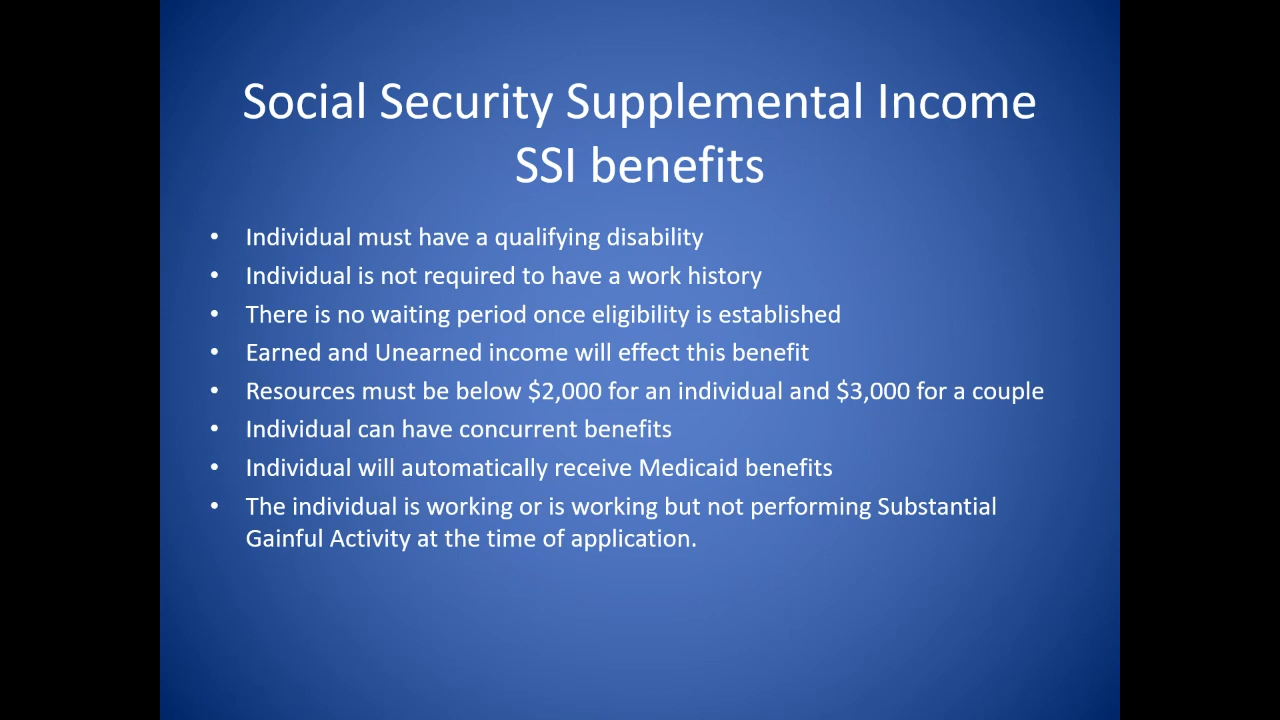 Social Security Supplemental Income
SSI benefits
• Individual must have a qualifying disability
• Individual is not required to have a work history
• There is no waiting period once eligibility is established
• Earned and Unearned income will effect this benefit
• Resources must be below $2,000 for an individual and $3,000 for a couple
• Individual can have concurrent benefits
• Individual will automatically receive Medicaid benefits
• The individual is working or is working but not performing Substantial
Gainful Activity at the time of application.